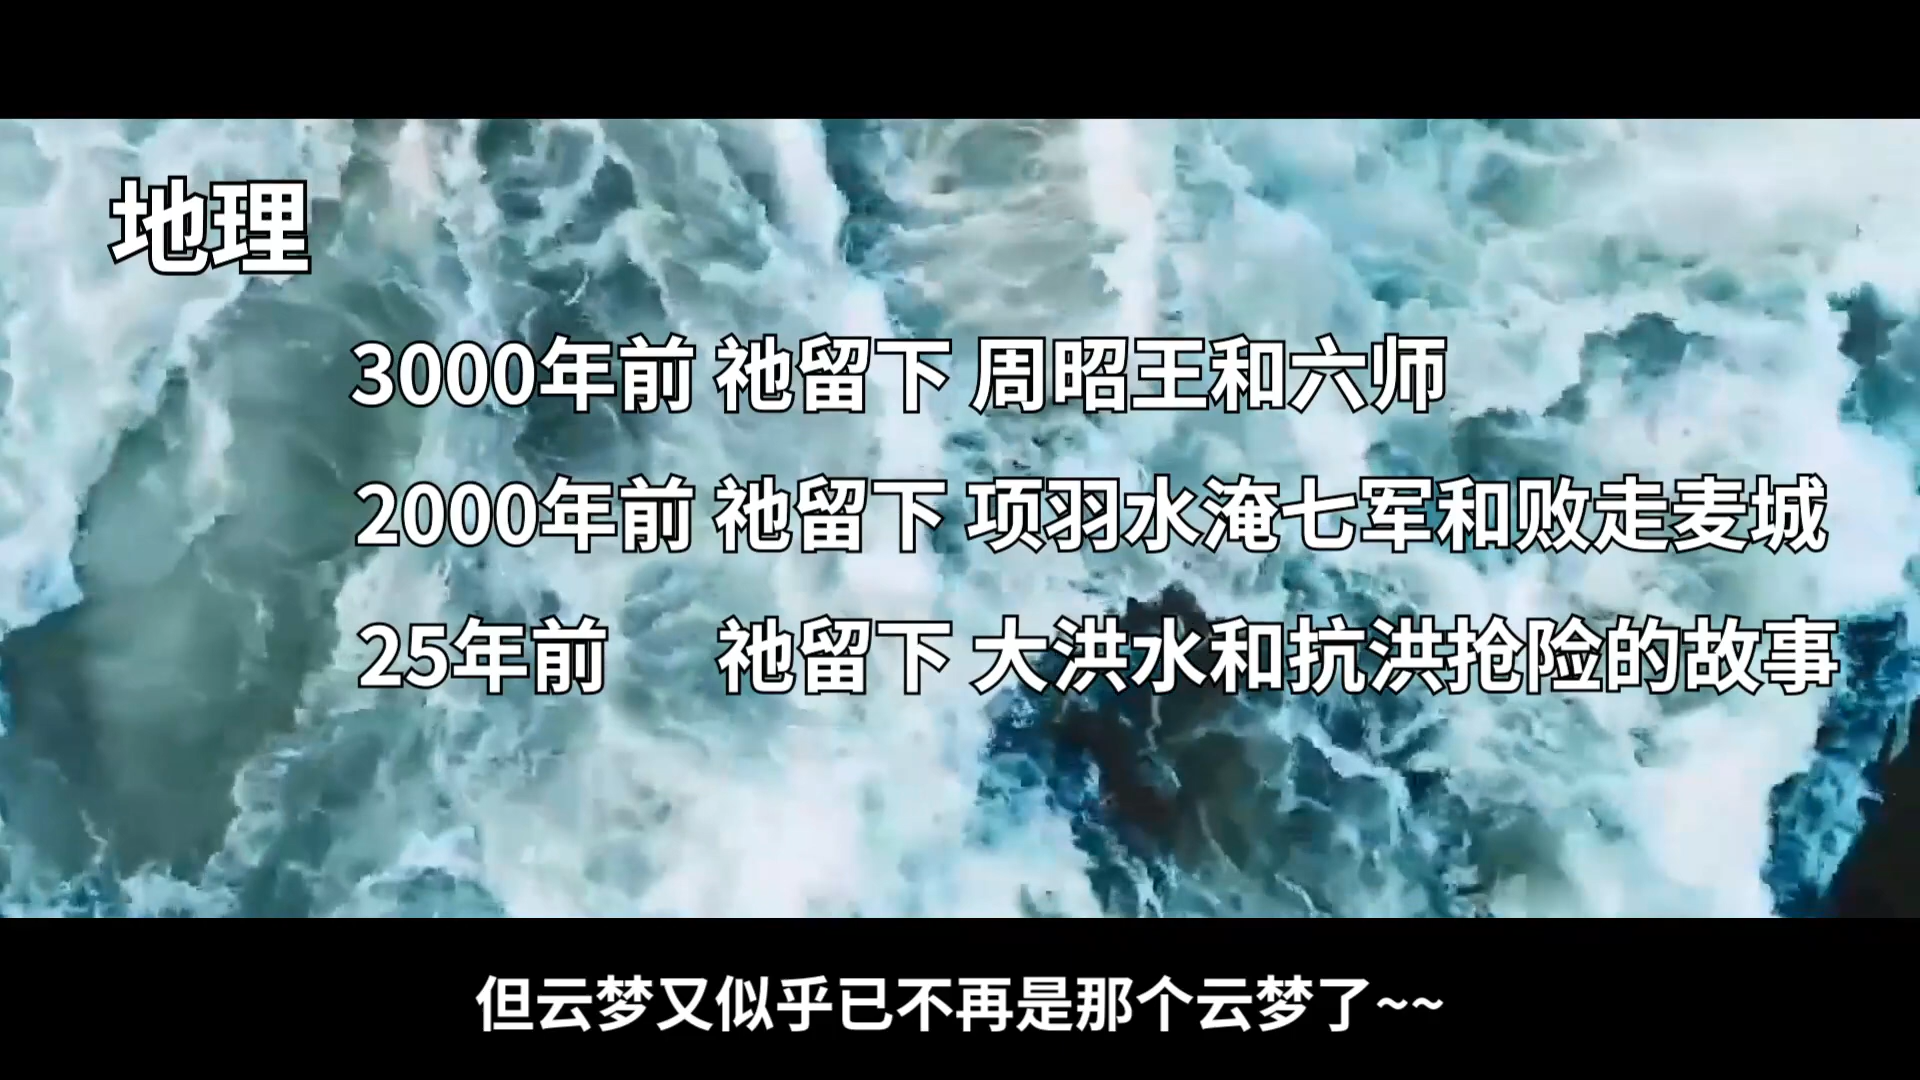 地理
3000年前 祂留下 周昭王和六师
2000年前 祂留下 项羽水淹七军和败走麦城
25年前 祂留下 大洪水和抗洪抢险的故事
但云梦又似乎已不再是那个云梦了~~